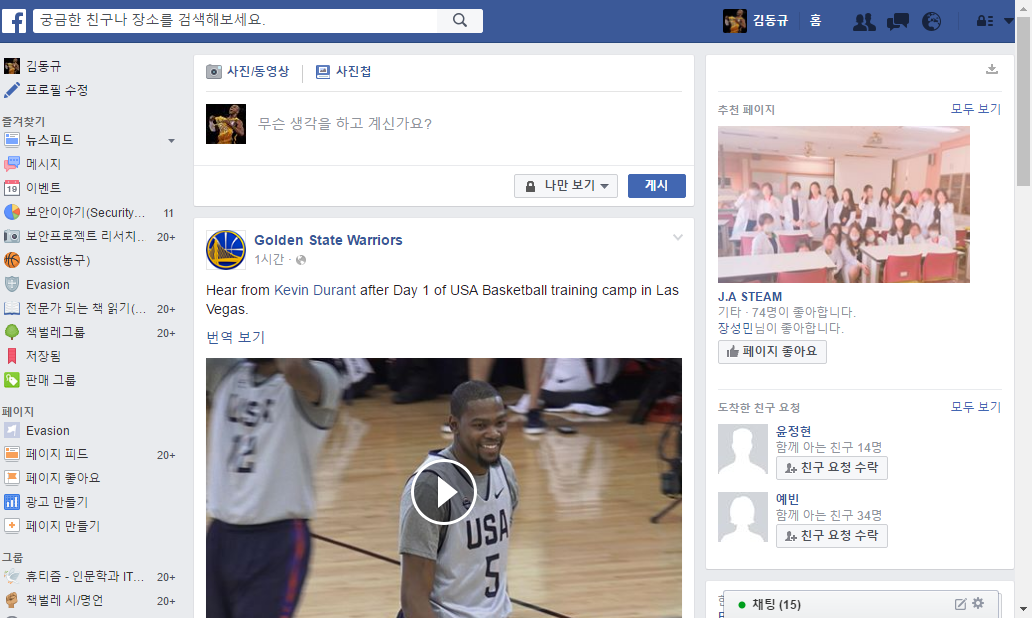 궁금한 친구나 장소를 검색해보세요.
김동규
홈
김동규
프로필 수정
즐겨찾기
뉴스피드
메시지
이벤트
19
보안이야기(Security... 11
보안프로젝트 리서치... 20+
Assist(농구)
Evasion
전문가 되는 책 읽기(... 20+
책벌레그룹 20+
저장됨
판매 그룹
페이지
Evasion
페이지 피드 20+
페이지 좋아요
광고 만들기
페이지 만들기
그룹
휴티즘 - 인문학과 IT... 20+
책벌레 시/명언 20+
사진/동영상
사진첩
무슨 생각을 하고 계신가요?
나만 보기
게시
Golden State Warriors
1시간 ·
Hear from Kevin Durant after Day 1 of USA Basketball training camp in Las
Vegas.
번역 보기
USA
12
USA
5
추천 페이지
모두 보기
J.A STEAM
기타 · 74명이 좋아합니다.
장성민님이 좋아합니다.
페이지 좋아요
도착한 친구 요청
모두 보기
윤정현
함께 아는 친구 14명
친구 요청 수락
예빈
함께 아는 친구 34명
친구 요청 수락
채팅 (15)